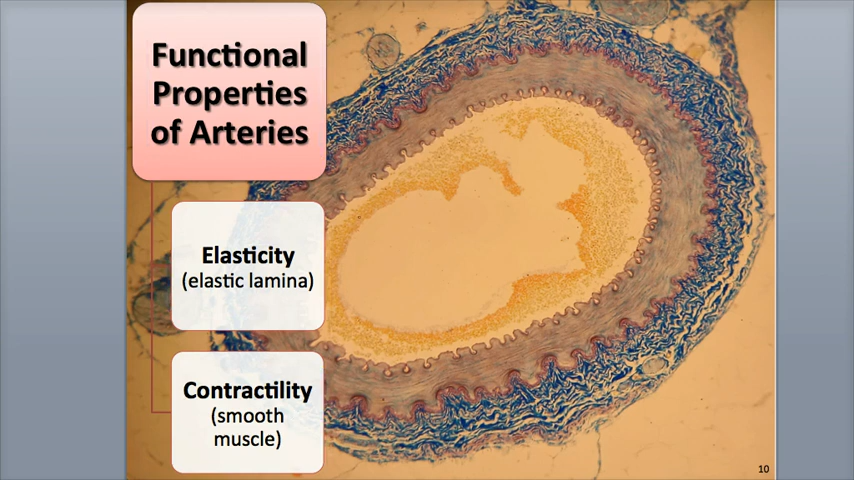 Functional
Properties
of Arteries
Elasticity
(elastic lamina)
Contractility
(smooth
muscle)
10